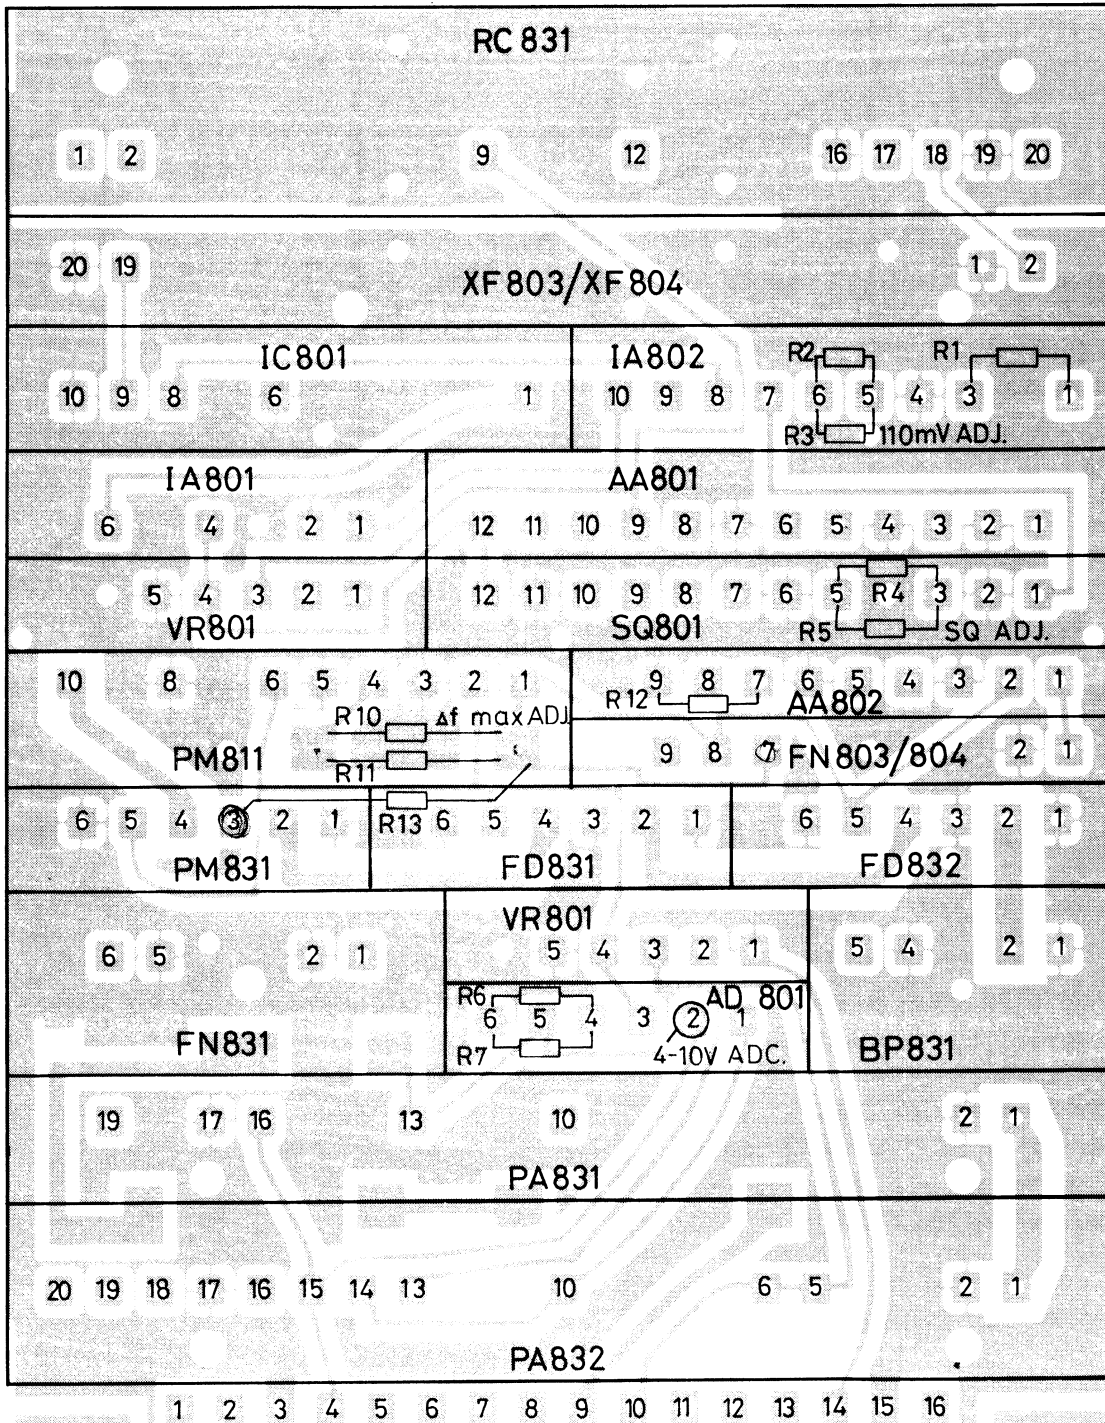 RC 831
1 2 9 12 16 17 18 19 20
20 19 1 2
XF 803/XF 804
IC801 IA802 R2 R1
10 9 8 6 1 10 9 8 7 6 5 4 3 1
R3 110mV ADJ.
IA801 AA801
6 4 2 1 12 11 10 9 8 7 6 5 4 3 2 1
5 4 3 2 1 12 11 10 9 8 7 6 5 R4 3 2 1
VR801 SQ801 R5 SQ ADJ.
10 8 6 5 4 3 2 1 9 8 7 6 5 4 3 2 1
R12 AA802
R10 Δf max ADJ.
PM811 R11 9 8 7 FN803/804 2 1
6 5 4 3 2 1 R13 6 5 4 3 2 1 6 5 4 3 2 1
PM831 FD831 FD832
VR801
6 5 2 1 5 4 3 2 1 5 4 2 1
R6 AD 801
6 5 4 3 2 1
FN831 R7 4-10V ADC. BP831
19 17 16 13 10 2 1
PA831
20 19 18 17 16 15 14 13 10 6 5 2 1
PA832
1 2 3 4 5 6 7 8 9 10 11 12 13 14 15 16